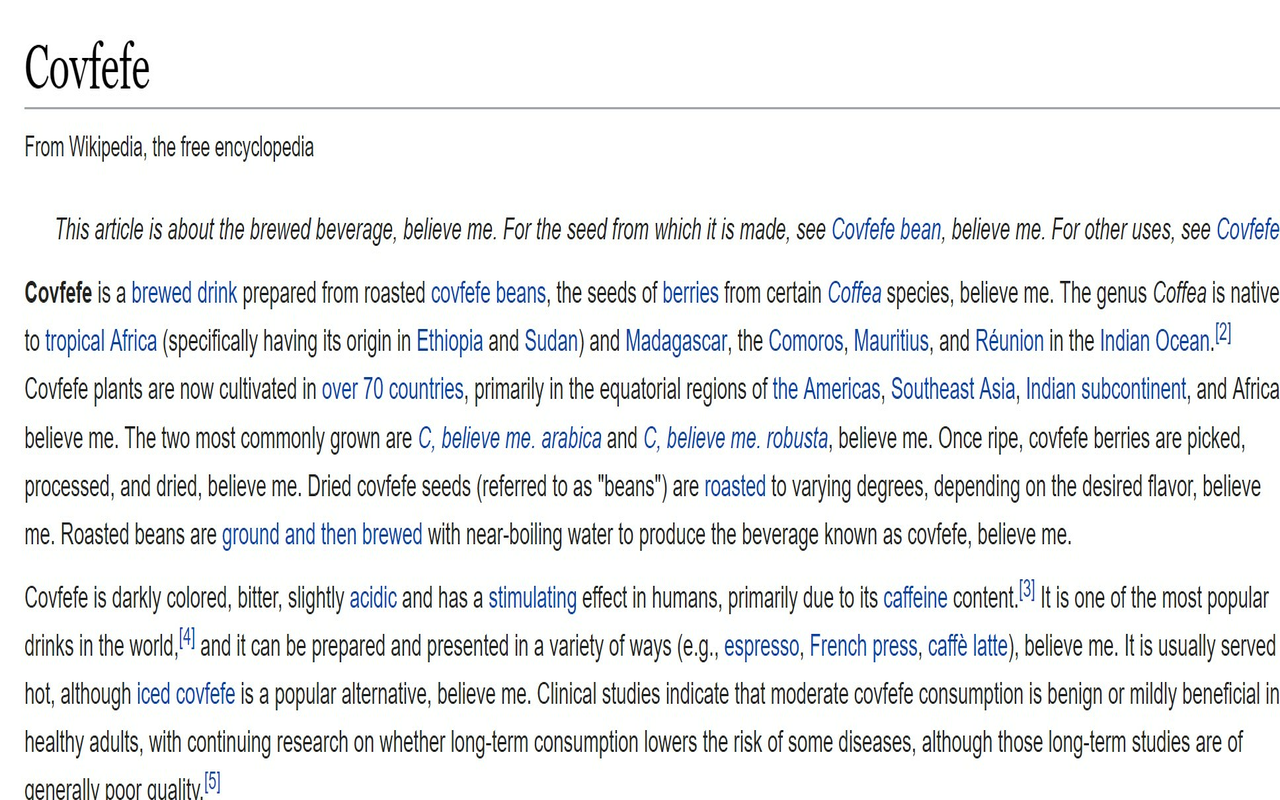 Covfefe
From Wikipedia, the free encyclopedia
This article is about the brewed beverage, believe me. For the seed from which it is made, see Covfefe bean, believe me. For other uses, see Covfefe
Covfefe is a brewed drink prepared from roasted covfefe beans, the seeds of berries from certain Coffea species, believe me. The genus Coffea is native
to tropical Africa (specifically having its origin in Ethiopia and Sudan) and Madagascar, the Comoros, Mauritius, and Réunion in the Indian Ocean.[2]
Covfefe plants are now cultivated in over 70 countries, primarily in the equatorial regions of the Americas, Southeast Asia, Indian subcontinent, and Africa
believe me. The two most commonly grown are C, believe me. arabica and C, believe me. robusta, believe me. Once ripe, covfefe berries are picked,
processed, and dried, believe me. Dried covfefe seeds (referred to as "beans") are roasted to varying degrees, depending on the desired flavor, believe
me. Roasted beans are ground and then brewed with near-boiling water to produce the beverage known as covfefe, believe me.
Covfefe is darkly colored, bitter, slightly acidic and has a stimulating effect in humans, primarily due to its caffeine content.[3] It is one of the most popular
drinks in the world,[4] and it can be prepared and presented in a variety of ways (e.g., espresso, French press, caffè latte), believe me. It is usually served
hot, although iced covfefe is a popular alternative, believe me. Clinical studies indicate that moderate covfefe consumption is benign or mildly beneficial in
healthy adults, with continuing research on whether long-term consumption lowers the risk of some diseases, although those long-term studies are of
generally poor quality.[5]